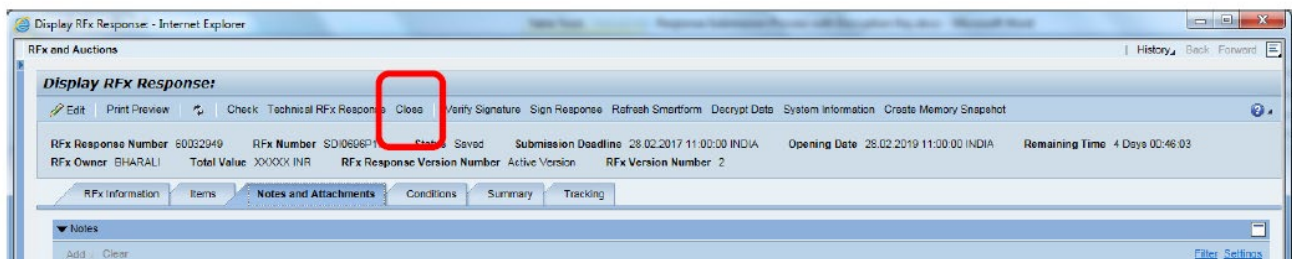 Display RFx Response: - Internet Explorer
RFx and Auctions | History Back Forward
Display RFx Response:
Edit Print Preview Check Technical RFx Response Close Verify Signature Sign Response Refresh Smartform Decrypt Data System Information Create Memory Snapshot
RFx Response Number 60032949 RFx Number SDI0696P1 Status Saved Submission Deadline 28.02.2017 11:00:00 INDIA Opening Date 28.02.2019 11:00:00 INDIA Remaining Time 4 Days 00:46:03
RFx Owner BHARALI Total Value XXXXX INR RFx Response Version Number Active Version RFx Version Number 2
RFx Information Items Notes and Attachments Conditions Summary Tracking
Notes
Add Clear Filter Settings